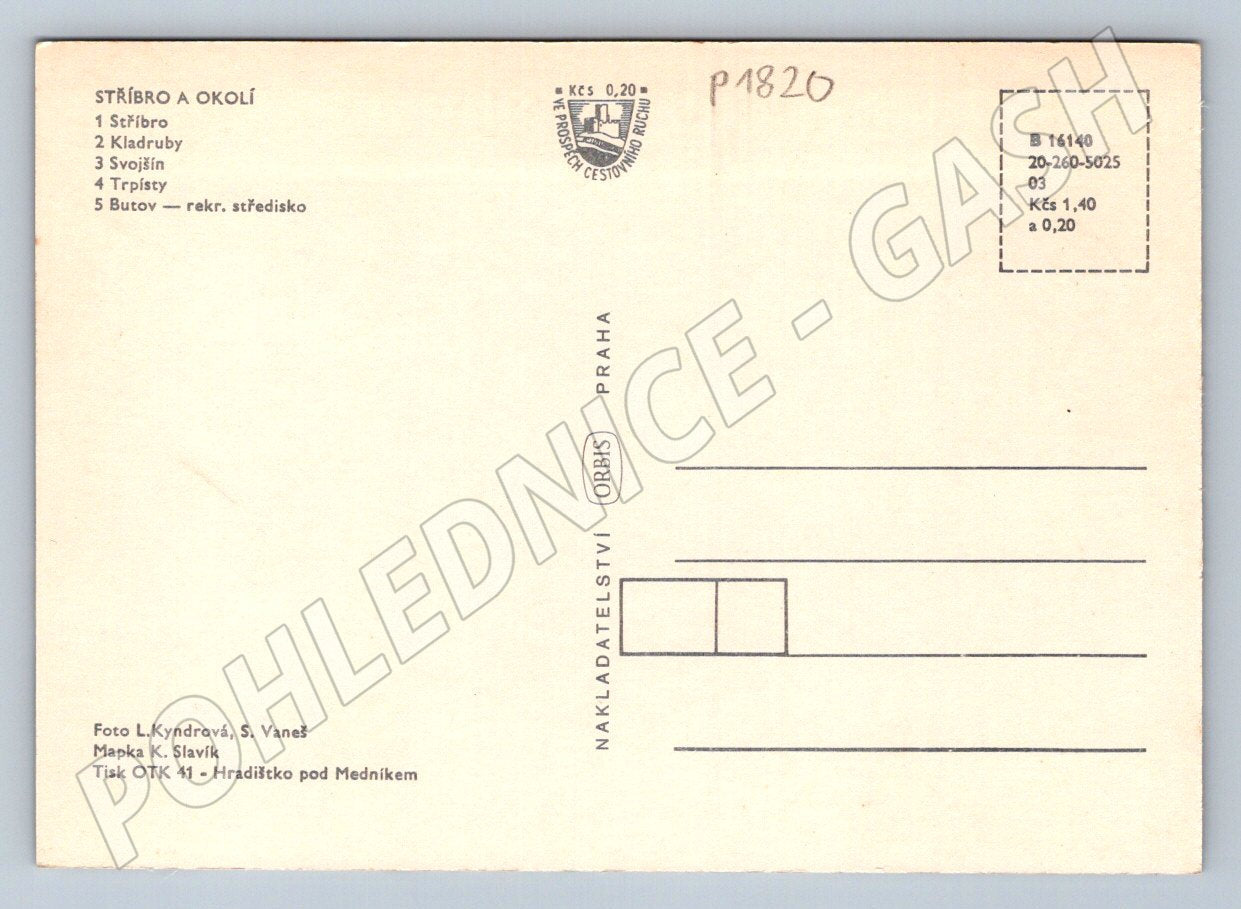 STŘÍBRO A OKOLÍ
1 Stříbro
2 Kladruby
3 Svojšín
4 Trpísty
5 Butov — rekr. středisko
Kčs 0,20
VE PROSPĚCH CESTOVNÍHO RUCHU
P1820
B 16140
20-260-5025
03
Kčs 1,40
a 0,20
NAKLADATELSTVÍ ORBIS PRAHA
Foto L.Kyndrová, S. Vaneš
Mapka K. Slavík
Tisk OTK 41 - Hradištko pod Medníkem
POHLEDNICE - GASH